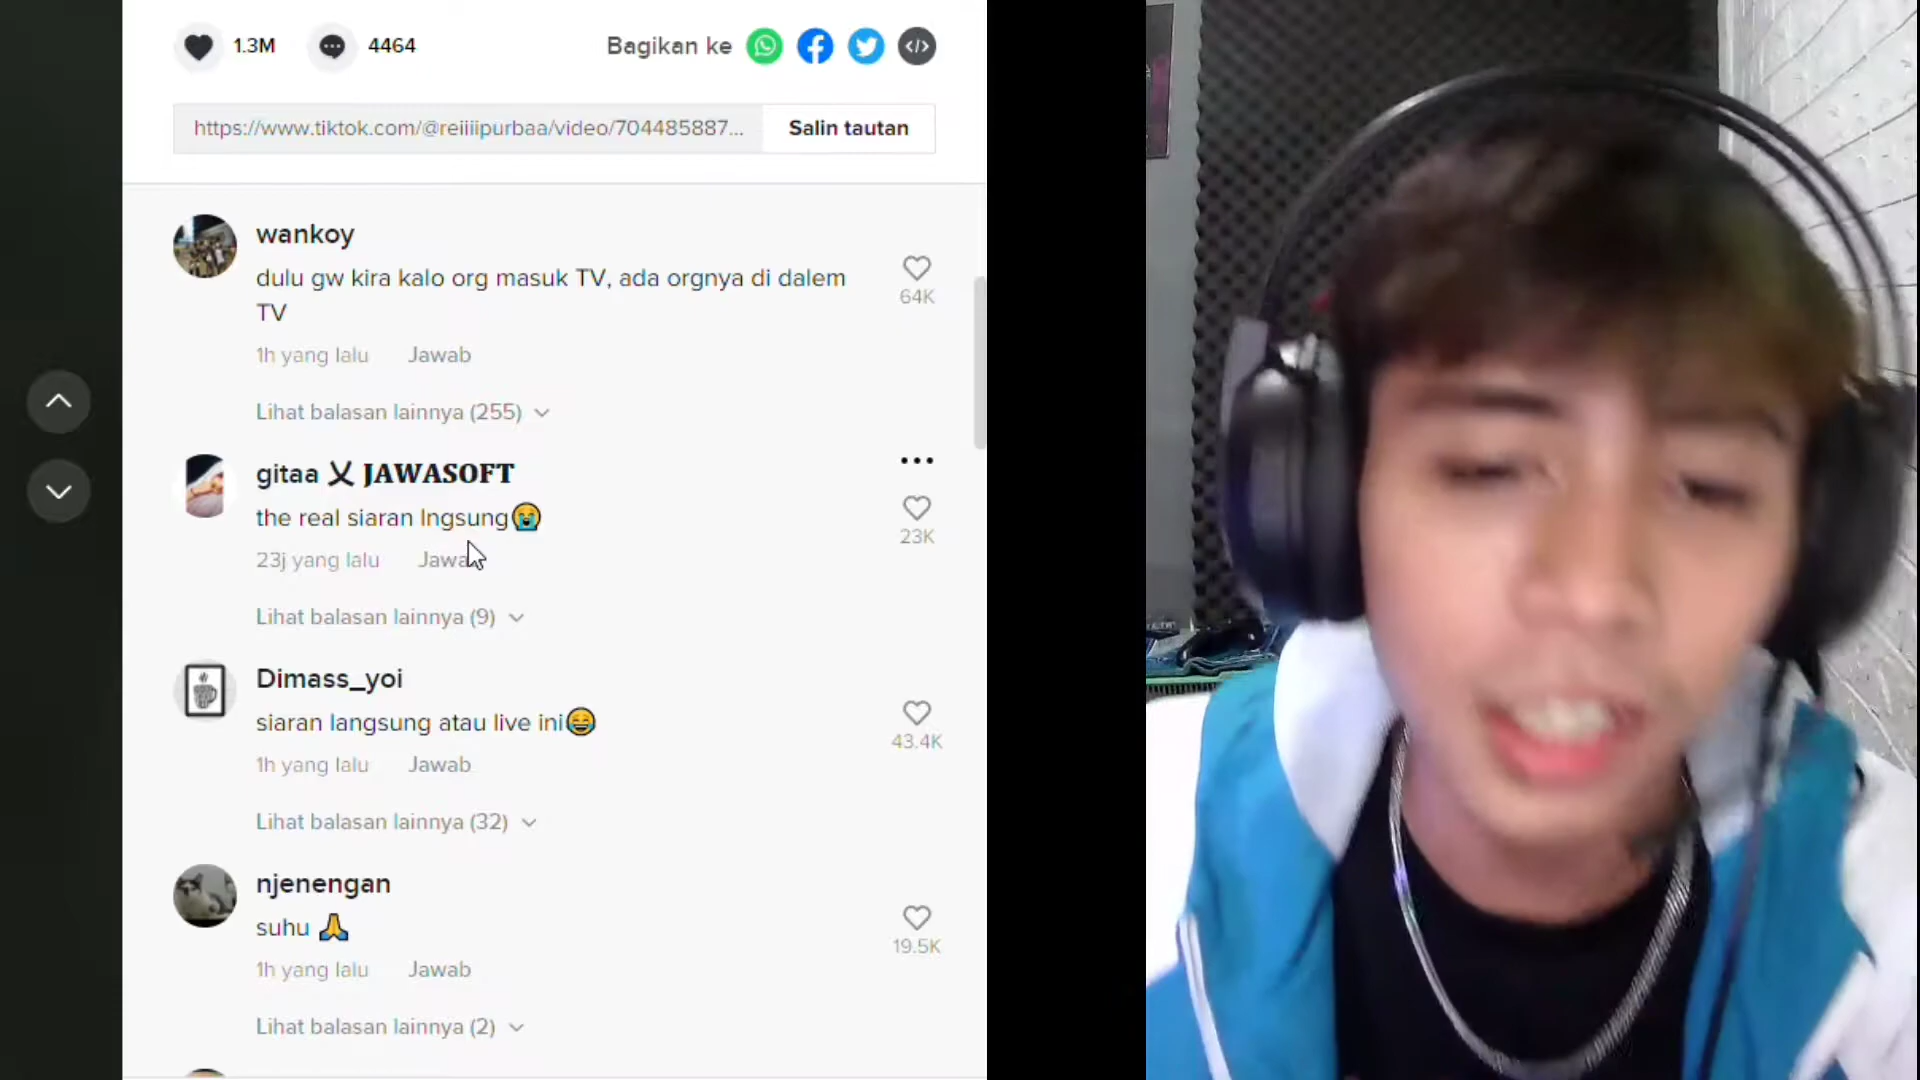 1.3M 4464 Bagikan ke
https://www.tiktok.com/@reiiiipurbaa/video/704485887... Salin tautan
wankoy
dulu gw kira kalo org masuk TV, ada orgnya di dalem
TV
64K
1h yang lalu Jawab
Lihat balasan lainnya (255)
gitaa 乂 𝐉𝐀𝐖𝐀𝐒𝐎𝐅𝐓
the real siaran lngsung😭
23K
23j yang lalu Jawab
Lihat balasan lainnya (9)
Dimass_yoi
siaran langsung atau live ini😂
43.4K
1h yang lalu Jawab
Lihat balasan lainnya (32)
njenengan
suhu 🙏
19.5K
1h yang lalu Jawab
Lihat balasan lainnya (2)